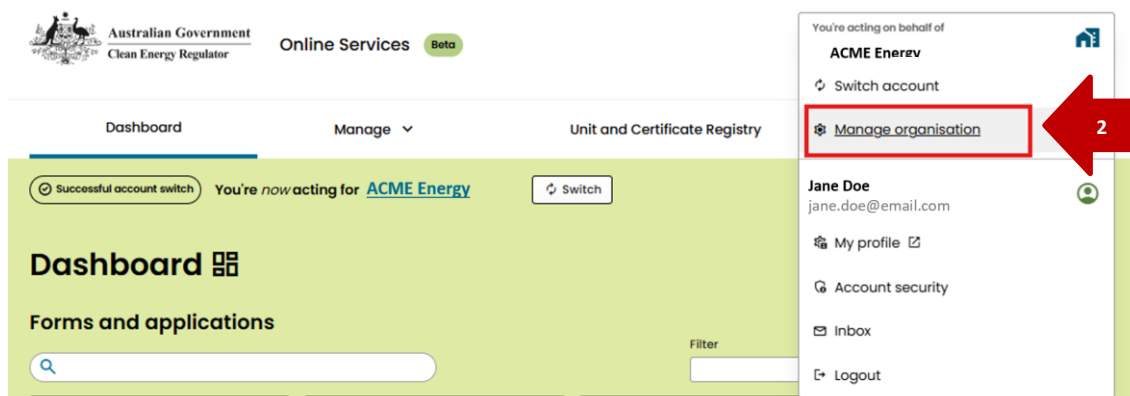 Australian Government
Clean Energy Regulator
Online Services Beta
You're acting on behalf of
ACME Energy
Switch account
Dashboard Manage Unit and Certificate Registry
Manage organisation
2
Successful account switch You're now acting for ACME Energy Switch
Jane Doe
jane.doe@email.com
My profile
Dashboard
Account security
Forms and applications
Inbox
Filter
Logout